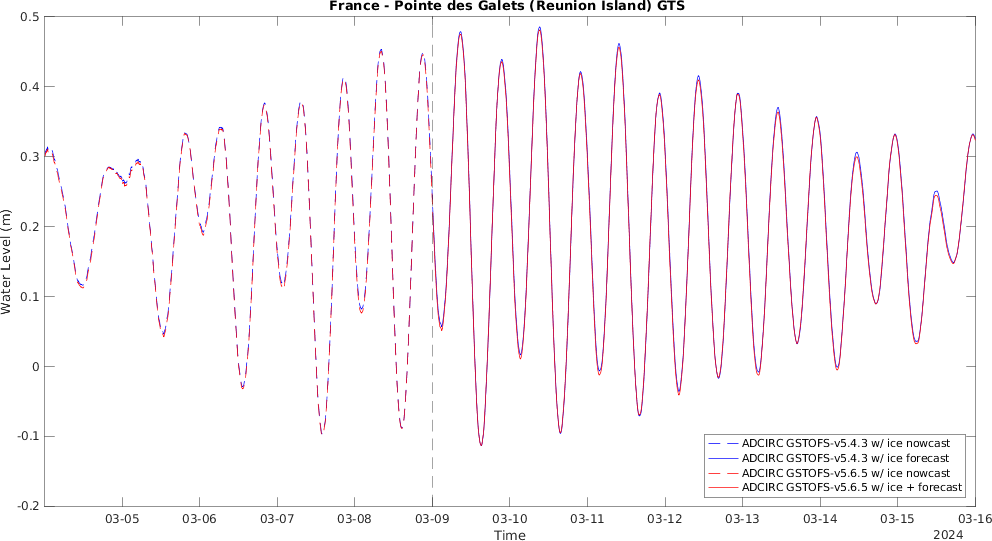 France - Pointe des Galets (Reunion Island) GTS
0.5
0.4
0.3
0.2
0.1
0
-0.1
-0.2
Water Level (m)
ADCIRC GSTOFS-v5.4.3 w/ ice nowcast
ADCIRC GSTOFS-v5.4.3 w/ ice forecast
ADCIRC GSTOFS-v5.6.5 w/ ice nowcast
ADCIRC GSTOFS-v5.6.5 w/ ice + forecast
03-05 03-06 03-07 03-08 03-09 03-10 03-11 03-12 03-13 03-14 03-15 03-16
Time
2024